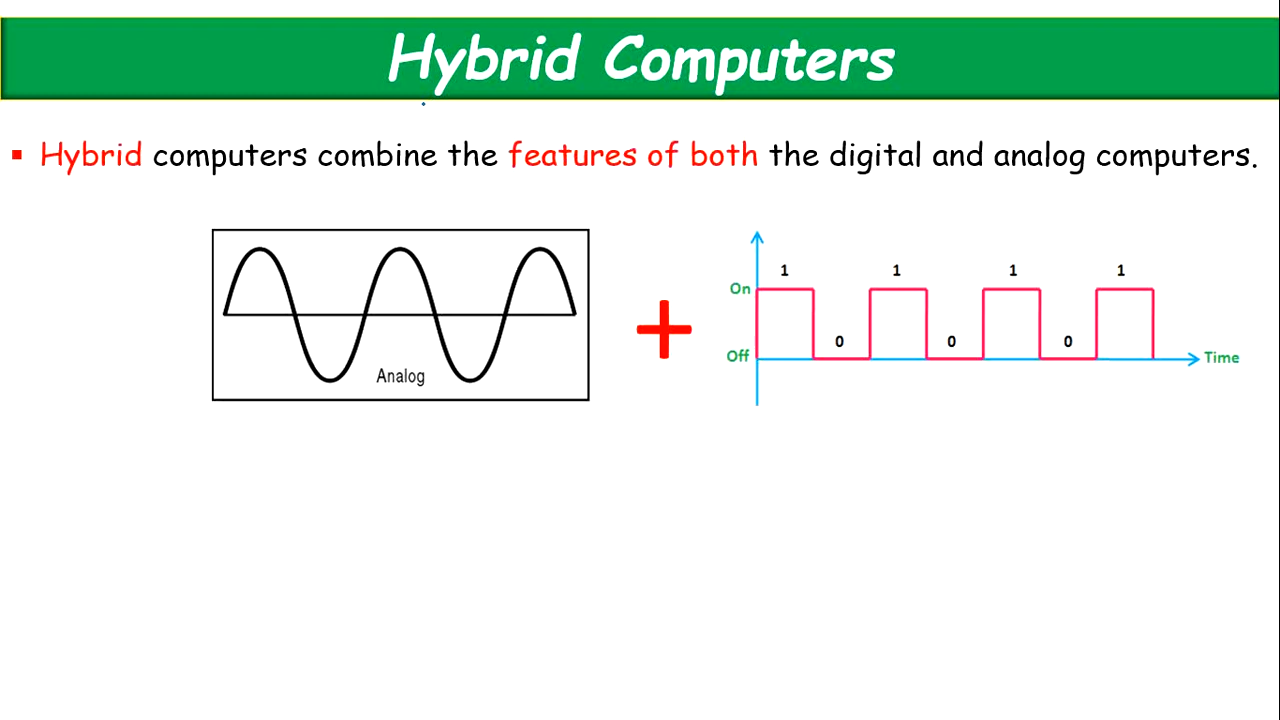 Hybrid Computers
▪ Hybrid computers combine the features of both the digital and analog computers.
Analog
1 1 1 1
On
0 0 0
Off
Time